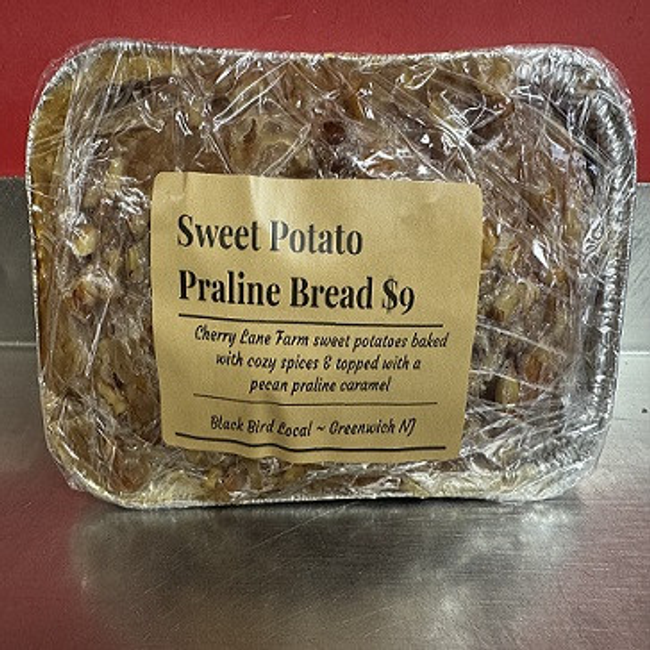 Sweet Potato
Praline Bread $9
Cherry Lane Farm sweet potatoes baked
with cozy spices & topped with a
pecan praline caramel
Black Bird Local ~ Greenwich NJ